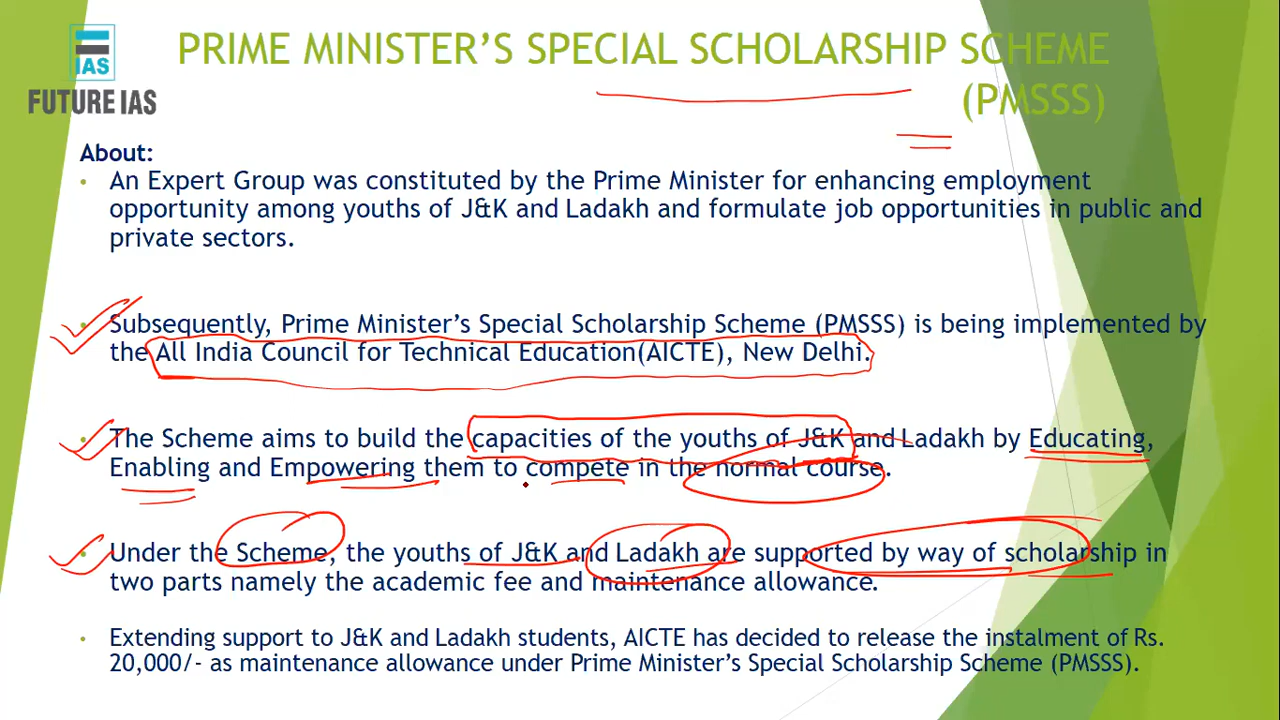 IAS
FUTURE IAS
PRIME MINISTER'S SPECIAL SCHOLARSHIP SCHEME
(PMSSS)
About:
• An Expert Group was constituted by the Prime Minister for enhancing employment
opportunity among youths of J&K and Ladakh and formulate job opportunities in public and
private sectors.
• Subsequently, Prime Minister's Special Scholarship Scheme (PMSSS) is being implemented by
the All India Council for Technical Education(AICTE), New Delhi.
• The Scheme aims to build the capacities of the youths of J&K and Ladakh by Educating,
Enabling and Empowering them to compete in the normal course.
• Under the Scheme, the youths of J&K and Ladakh are supported by way of scholarship in
two parts namely the academic fee and maintenance allowance.
• Extending support to J&K and Ladakh students, AICTE has decided to release the instalment of Rs.
20,000/- as maintenance allowance under Prime Minister's Special Scholarship Scheme (PMSSS).